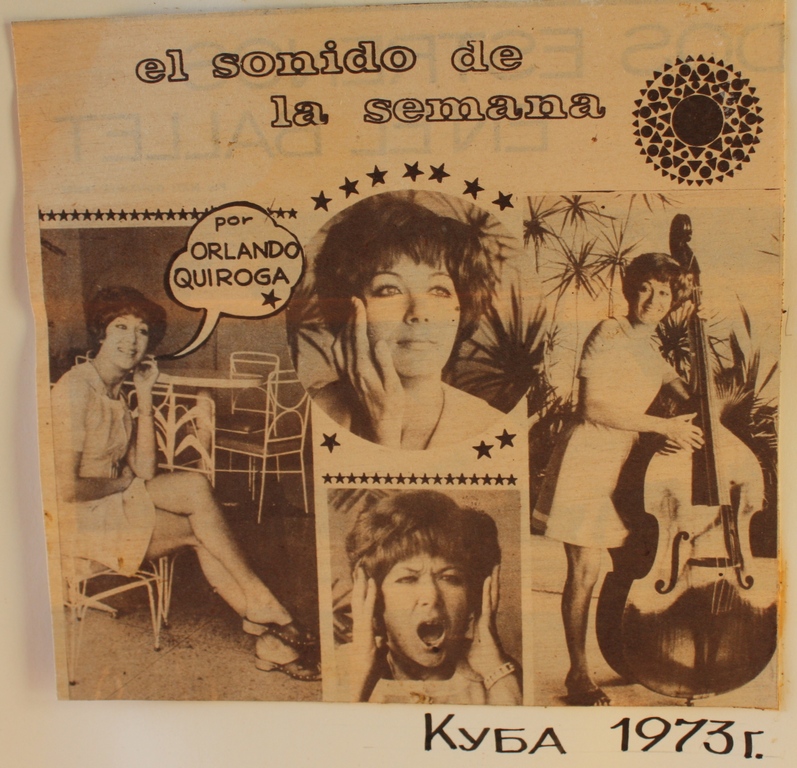 el sonido de
la semana
por
ORLANDO
QUIROGA
КУБА 1973г.